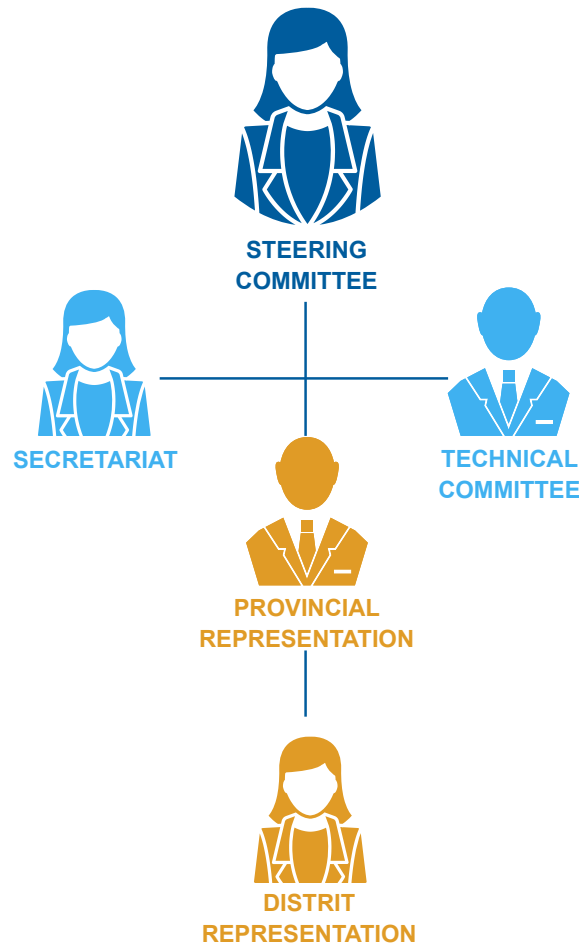 STEERING
COMMITTEE
SECRETARIAT
TECHNICAL
COMMITTEE
PROVINCIAL
REPRESENTATION
DISTRIT
REPRESENTATION